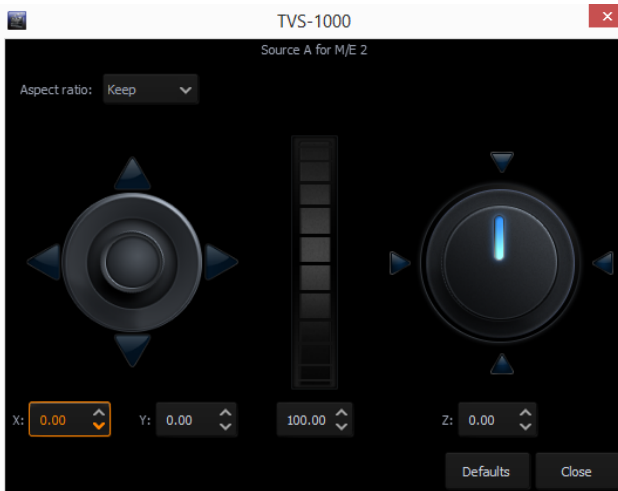 TVS-1000
Source A for M/E 2
Aspect ratio: Keep
X: 0.00 Y: 0.00 100.00 Z: 0.00
Defaults Close